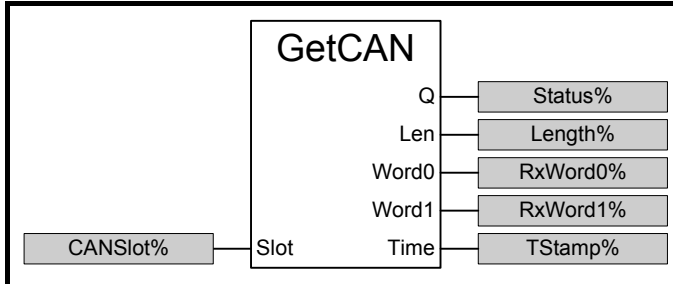 GetCAN
Q Status%
Len Length%
Word0 RxWord0%
Word1 RxWord1%
CANSlot% Slot Time TStamp%